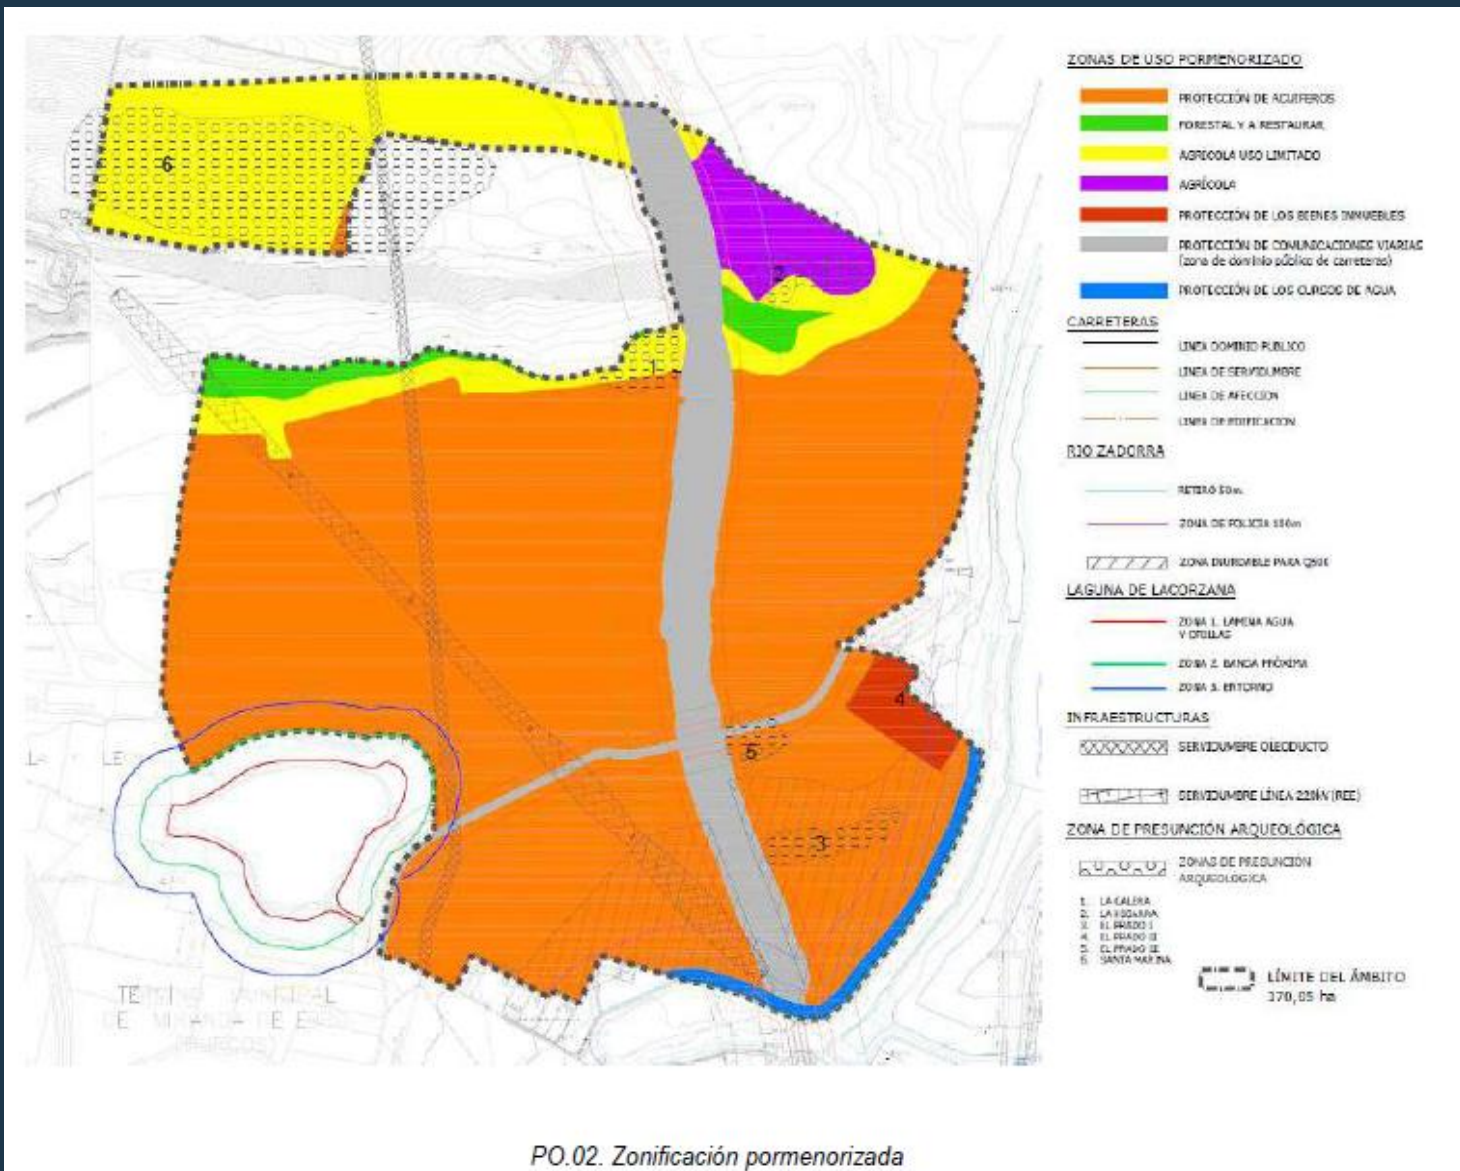 ZONAS DE USO PORMENORIZADO
PROTECCIÓN DE ACUIFEROS
FORESTAL Y A RESTAURAR
AGRICOLA USO LIMITADO
AGRÍCOLA
PROTECCIÓN DE LOS BIENES INMUEBLES
PROTECCIÓN DE COMUNICACIONES VIARIAS
(zona de dominio público de carreteras)
PROTECCIÓN DE LOS CURSOS DE AGUA
CARRETERAS
LINEA DOMINIO PUBLICO
LINEA DE SERVIDUMBRE
LINEA DE AFECCION
LINEA DE EDIFICACION
RIO ZADORRA
RETIRO 50m
ZONA DE POLICIA 100m
ZONA INUNDABLE PARA Q500
LAGUNA DE LACORZANA
ZONA 1. LAMINA AGUA
Y ORILLAS
ZONA 2. BANDA PRÓXIMA
ZONA 3. ENTORNO
INFRAESTRUCTURAS
SERVIDUMBRE OLEODUCTO
SERVIDUMBRE LÍNEA 220kV (REE)
ZONA DE PRESUNCIÓN ARQUEOLÓGICA
ZONAS DE PRESUNCIÓN
ARQUEOLOGICA
1. LA CALERA
2. LA
3. EL PRADO I
4. EL PRADO II
5. EL PRADO III
6. SANTA MARINA
LÍMITE DEL ÁMBITO
170,05 ha
6
2
1
4
5
3
TERMINO MUNICIPAL
DE MIRANDA DE EBRO
(BURGOS)
PO.02. Zonificación pormenorizada